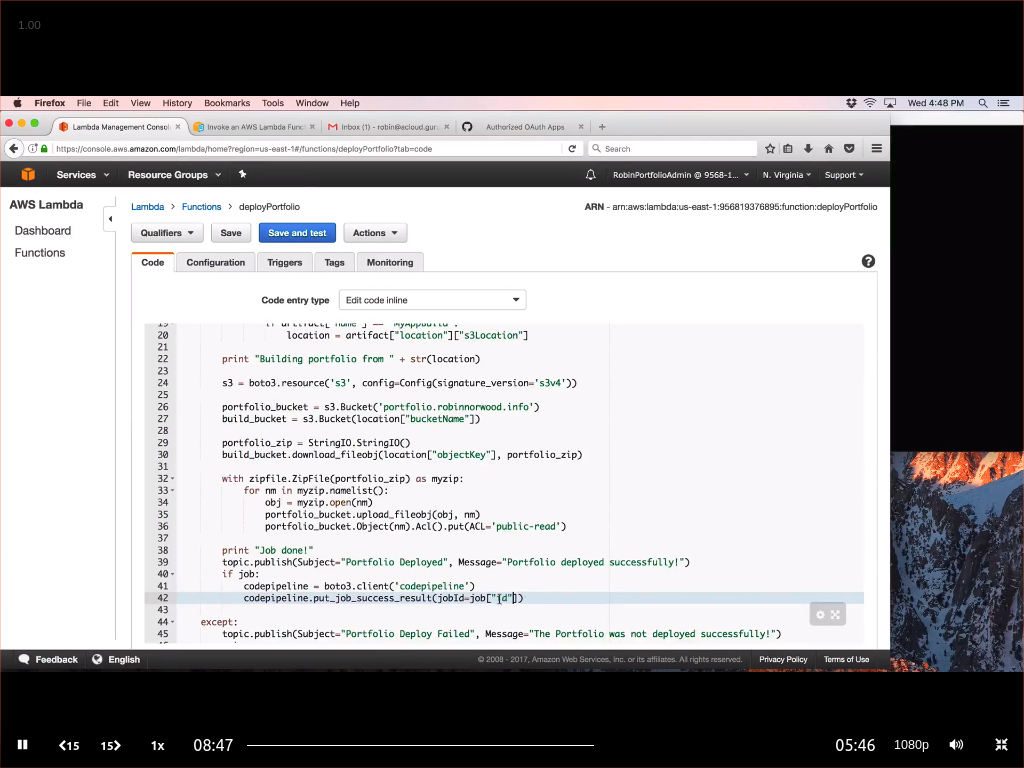 1.00
Firefox File Edit View History Bookmarks Tools Window Help Wed 4:48 PM
Lambda Management Consol × Invoke an AWS Lambda Func × Inbox (1) - robin@acloud.gur × Authorized OAuth Apps × +
https://console.aws.amazon.com/lambda/home?region=us-east-1#/functions/deployPortfolio?tab=code Search
Services Resource Groups RobinPortfolioAdmin @ 9568-1... N. Virginia Support
AWS Lambda
Dashboard
Functions
Lambda > Functions > deployPortfolio
ARN - arn:aws:lambda:us-east-1:956819376895:function:deployPortfolio
Qualifiers Save Save and test Actions
Code Configuration Triggers Tags Monitoring
Code entry type Edit code inline
19 if artifact["name"] == "MyAppBuild":
20 location = artifact["location"]["s3Location"]
21
22 print "Building portfolio from " + str(location)
23
24 s3 = boto3.resource('s3', config=Config(signature_version='s3v4'))
25
26 portfolio_bucket = s3.Bucket('portfolio.robinnorwood.info')
27 build_bucket = s3.Bucket(location["bucketName"])
28
29 portfolio_zip = StringIO.StringIO()
30 build_bucket.download_fileobj(location["objectKey"], portfolio_zip)
31
32 with zipfile.ZipFile(portfolio_zip) as myzip:
33 for nm in myzip.namelist():
34 obj = myzip.open(nm)
35 portfolio_bucket.upload_fileobj(obj, nm)
36 portfolio_bucket.Object(nm).Acl().put(ACL='public-read')
37
38 print "Job done!"
39 topic.publish(Subject="Portfolio Deployed", Message="Portfolio deployed successfully!")
40 if job:
41 codepipeline = boto3.client('codepipeline')
42 codepipeline.put_job_success_result(jobId=job["id"])
43
44 except:
45 topic.publish(Subject="Portfolio Deploy Failed", Message="The Portfolio was not deployed successfully!")
Feedback English © 2008 - 2017, Amazon Web Services, Inc. or its affiliates. All rights reserved. Privacy Policy Terms of Use
15 15 1x 08:47 05:46 1080p